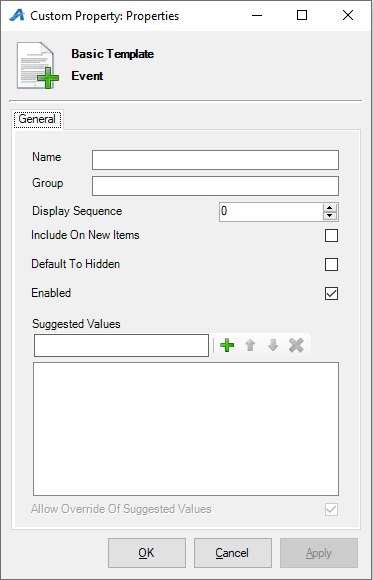 Custom Property: Properties
Basic Template
Event
General
Name
Group
Display Sequence 0
Include On New Items
Default To Hidden
Enabled
Suggested Values
Allow Override Of Suggested Values
OK Cancel Apply